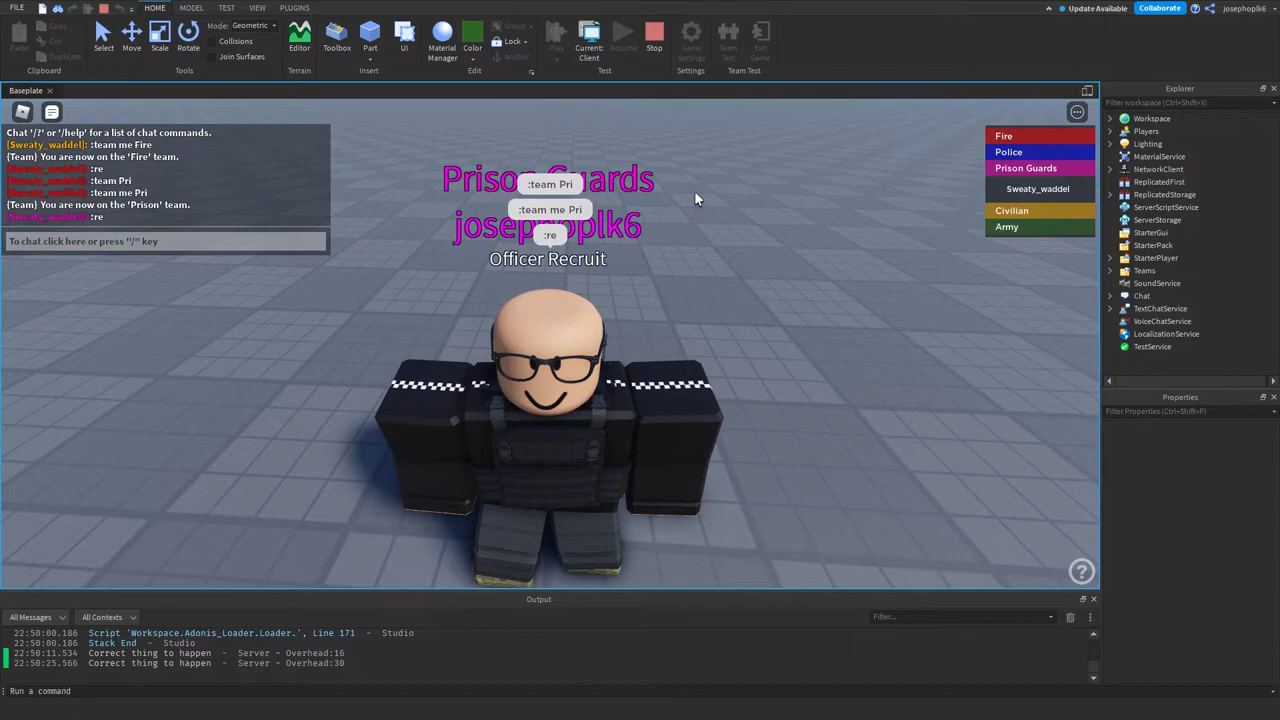 FILE HOME MODEL TEST VIEW PLUGINS Update Available Collaborate josephoplk6
Paste Copy Cut Duplicate Select Move Scale Rotate Mode: Geometric Collisions Join Surfaces Editor Toolbox Part UI Material Manager Color Group Lock Anchor Play Current: Client Resume Stop Game Settings Team Test Exit Game
Clipboard Tools Terrain Insert Edit Test Settings Team Test
Baseplate
Chat '/?' or '/help' for a list of chat commands.
[Sweaty_waddel]: :team me Fire
{Team} You are now on the 'Fire' team.
[Sweaty_waddel]: :re
[Sweaty_waddel]: :team Pri
[Sweaty_waddel]: :team me Pri
{Team} You are now on the 'Prison' team.
[Sweaty_waddel]: :re
To chat click here or press "/" key
Prison Guards
:team Pri
:team me Pri
josephoplk6
:re
Officer Recruit
Fire
Police
Prison Guards
Sweaty_waddel
Civilian
Army
Explorer
Filter workspace (Ctrl+Shift+X)
Workspace
Players
Lighting
MaterialService
NetworkClient
ReplicatedFirst
ReplicatedStorage
ServerScriptService
ServerStorage
StarterGui
StarterPack
StarterPlayer
Teams
SoundService
Chat
TextChatService
VoiceChatService
LocalizationService
TestService
Properties
Filter Properties (Ctrl+Shift+P)
?
Output
All Messages All Contexts Filter...
22:50:00.186 Script 'Workspace.Adonis_Loader.Loader.', Line 171 - Studio
22:50:00.186 Stack End - Studio
22:50:11.534 Correct thing to happen - Server - Overhead:16
22:50:25.566 Correct thing to happen - Server - Overhead:30
Run a command